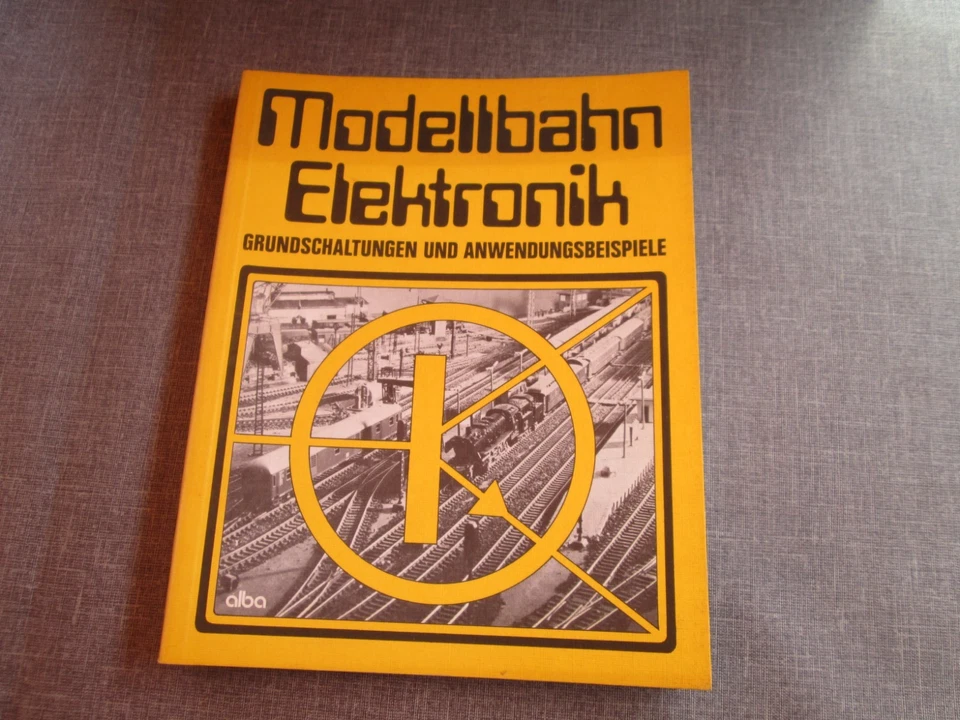 Modellbahn
Elektronik
GRUNDSCHALTUNGEN UND ANWENDUNGSBEISPIELE
alba